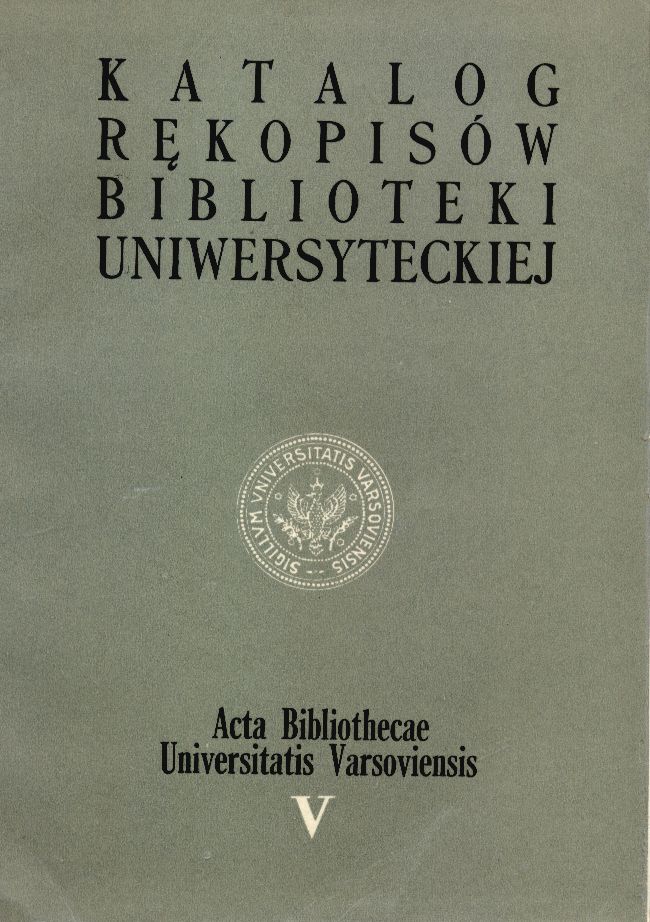 KATALOG
RĘKOPISÓW
BIBLIOTEKI
UNIWERSYTECKIEJ
SIGILLVM VNIVERSITATIS VARSOVIENSIS
Acta Bibliothecae
Universitatis Varsoviensis
V